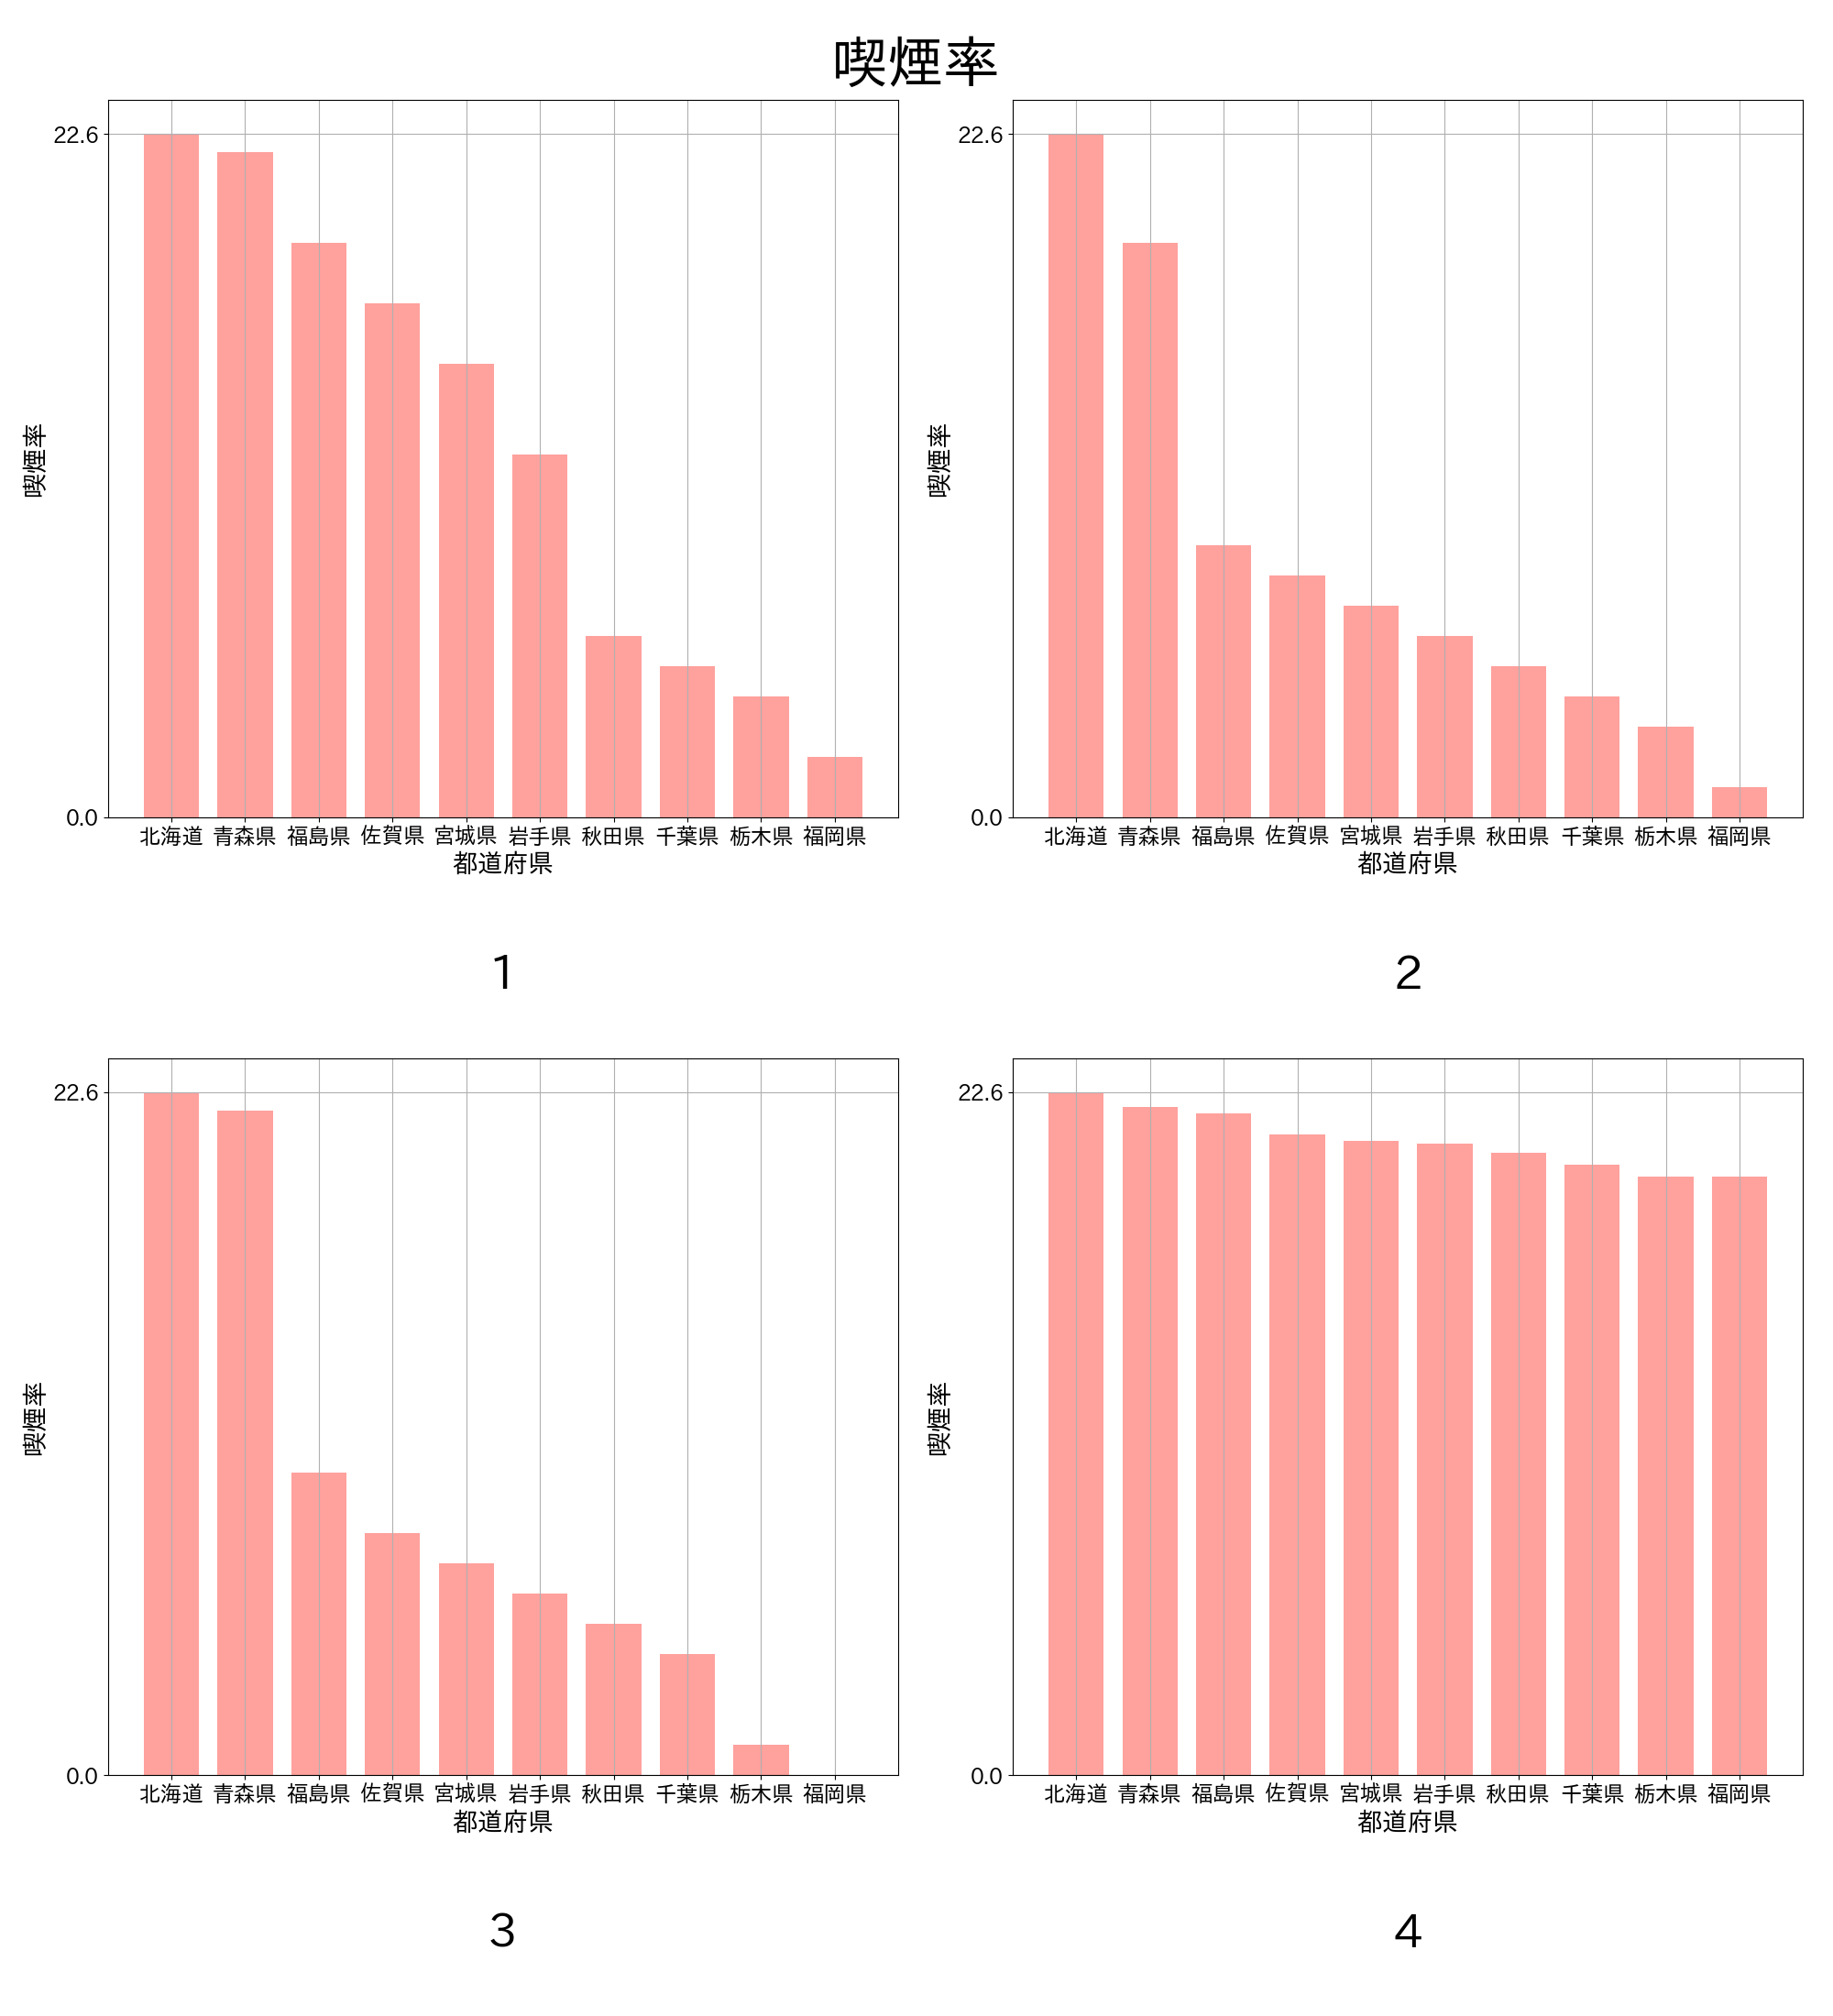 喫煙率
22.6
喫煙率
0.0
北海道 青森県 福島県 佐賀県 宮城県 岩手県 秋田県 千葉県 栃木県 福岡県
都道府県
1
22.6
喫煙率
0.0
北海道 青森県 福島県 佐賀県 宮城県 岩手県 秋田県 千葉県 栃木県 福岡県
都道府県
2
22.6
喫煙率
0.0
北海道 青森県 福島県 佐賀県 宮城県 岩手県 秋田県 千葉県 栃木県 福岡県
都道府県
3
22.6
喫煙率
0.0
北海道 青森県 福島県 佐賀県 宮城県 岩手県 秋田県 千葉県 栃木県 福岡県
都道府県
4